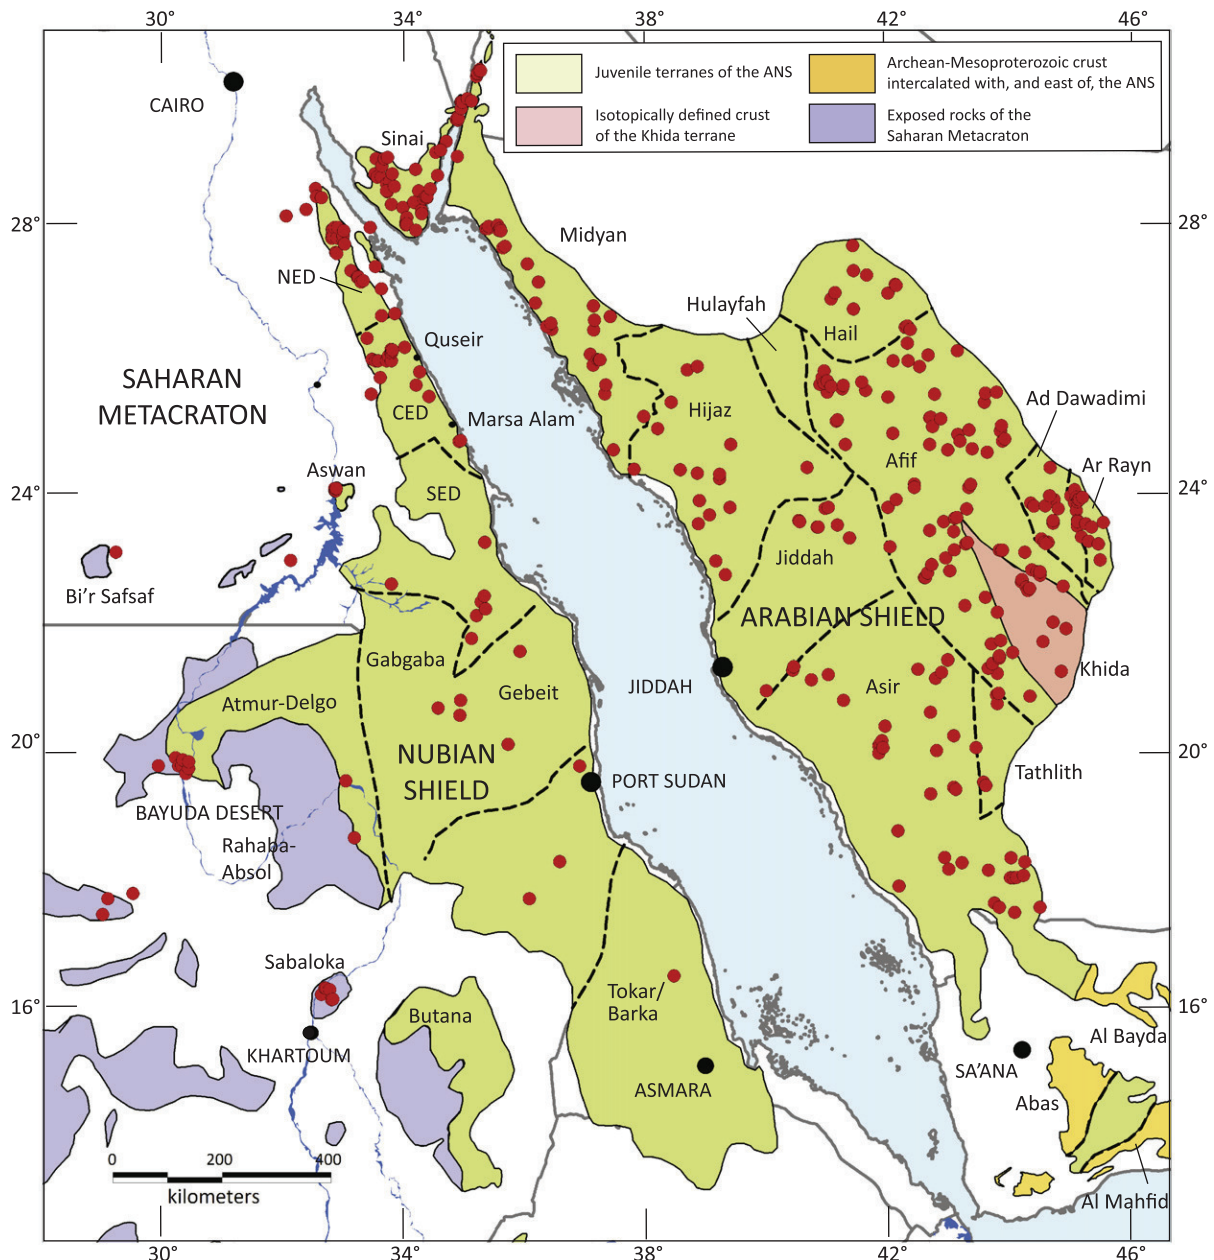 30°
34°
38°
42°
46°
Juvenile terranes of the ANS
Archean-Mesoproterozoic crust
intercalated with, and east of, the ANS
Isotopically defined crust
of the Khida terrane
Exposed rocks of the
Saharan Metacraton
CAIRO
Sinai
28°
28°
Midyan
NED
Hulayfah
Hail
Quseir
SAHARAN
METACRATON
CED
Marsa Alam
Hijaz
Ad Dawadimi
Afif
Ar Rayn
Aswan
24°
SED
24°
Jiddah
Bi'r Safsaf
ARABIAN SHIELD
Gabgaba
Khida
Atmur-Delgo
Gebeit
JIDDAH
Asir
20°
NUBIAN
SHIELD
20°
Tathlith
PORT SUDAN
BAYUDA DESERT
Rahaba-
Absol
Sabaloka
Tokar/
Barka
16°
Butana
16°
Al Bayda
KHARTOUM
SA'ANA
ASMARA
Abas
0
200
400
kilometers
Al Mahfid
30°
34°
38°
42°
46°